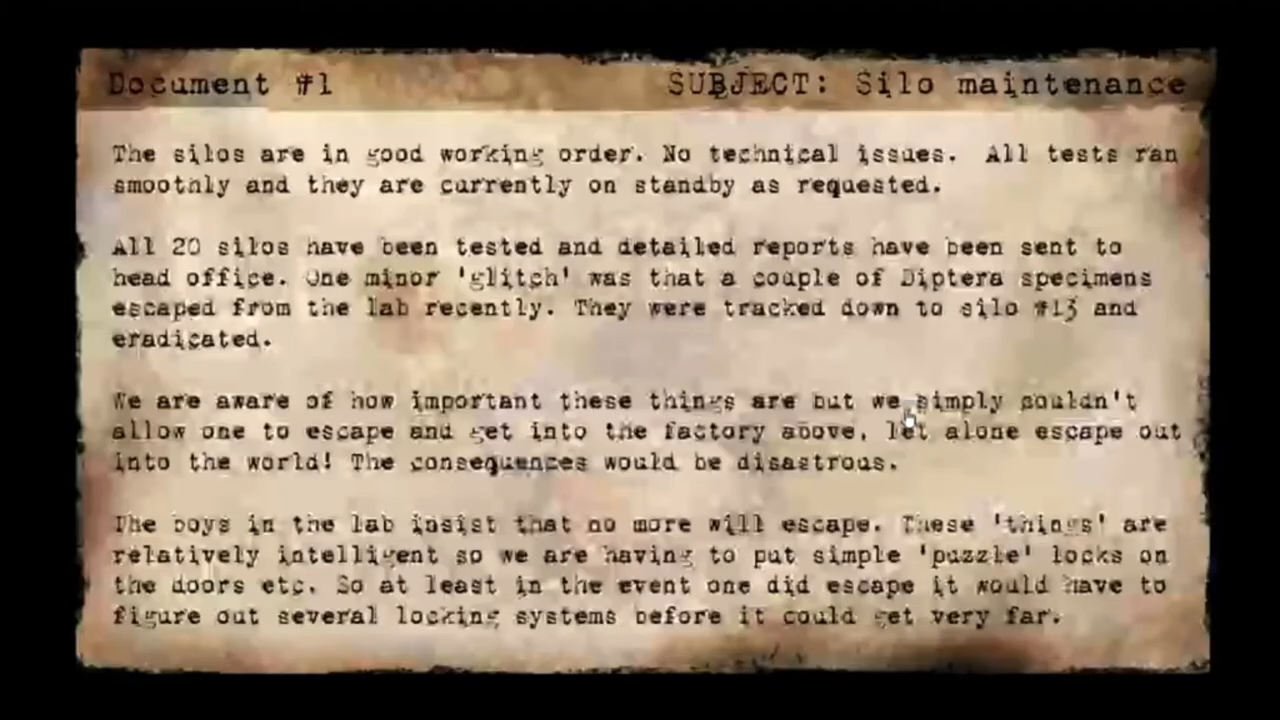 Document #1 SUBJECT: Silo maintenance
The silos are in good working order. No technical issues. All tests ran
smoothly and they are currently on standby as requested.
All 20 silos have been tested and detailed reports have been sent to
head office. One minor 'glitch' was that a couple of Diptera specimens
escaped from the lab recently. They were tracked down to silo #13 and
eradicated.
We are aware of how important these things are but we simply couldn't
allow one to escape and get into the factory above, let alone escape out
into the world! The consequences would be disastrous.
The boys in the lab insist that no more will escape. These 'things' are
relatively intelligent so we are having to put simple 'puzzle' locks on
the doors etc. So at least in the event one did escape it would have to
figure out several locking systems before it could get very far.